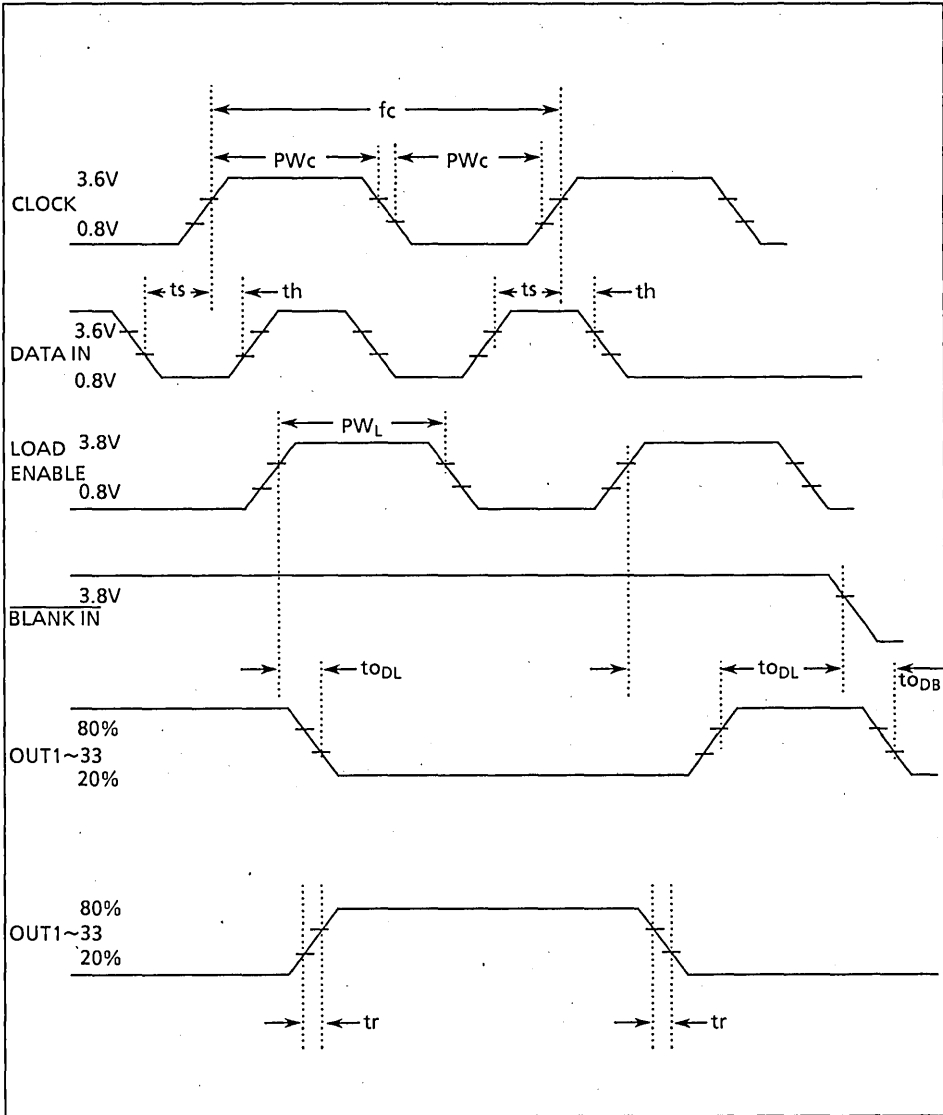 fc
PWc PWc
3.6V
CLOCK
0.8V
ts th ts th
3.6V
DATA IN
0.8V
PWL
LOAD 3.8V
ENABLE
0.8V
3.8V
BLANK IN
toDL toDL toDB
80%
OUT1~33
20%
80%
OUT1~33
20%
tr tr